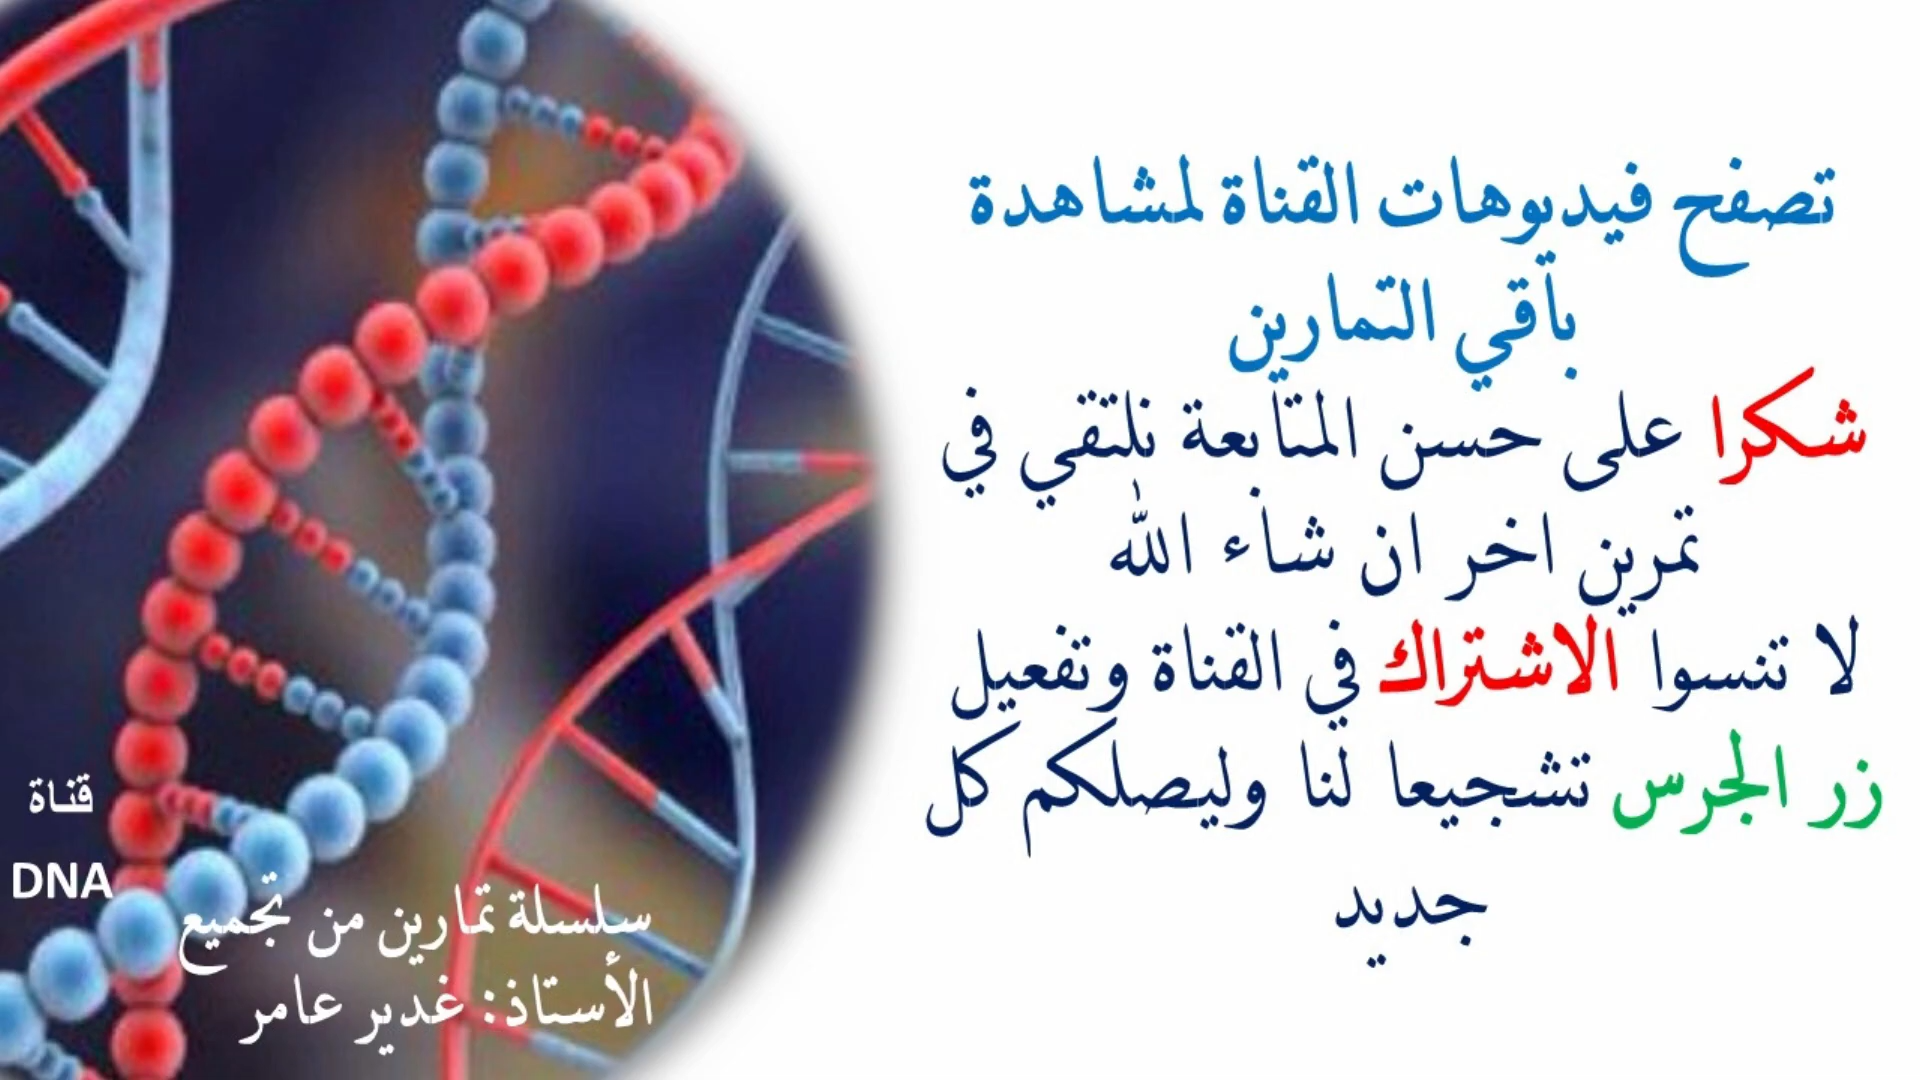 تصفح فيديوهات القناة لمشاهدة
باقي التمارين
شكرا على حسن المتابعة نلتقي في
تمرين اخر ان شاء الله
لا تنسوا الاشتراك في القناة وتفعيل
زر الجرس تشجيعا لنا وليصلكم كل
جديد
قناة
DNA
سلسلة تمارين من تجميع
الأستاذ: غدير عامر